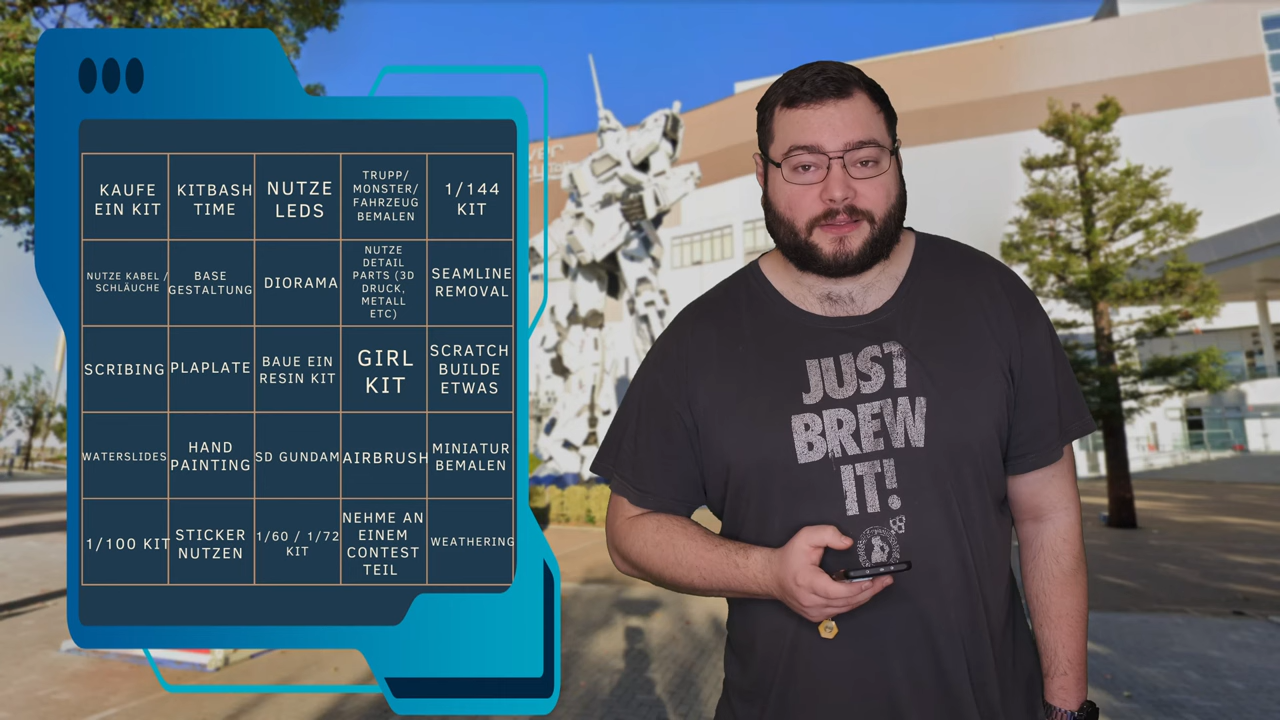 KAUFE
EIN KIT
KITBASH
TIME
NUTZE
LEDS
TRUPP/
MONSTER/
FAHRZEUG
BEMALEN
1/144
KIT
NUTZE KABEL /
SCHLÄUCHE
BASE
GESTALTUNG
DIORAMA
NUTZE
DETAIL
PARTS (3D
DRUCK,
METALL
ETC)
SEAMLINE
REMOVAL
SCRIBING
PLAPLATE
BAUE EIN
RESIN KIT
GIRL
KIT
SCRATCH
BUILDE
ETWAS
WATERSLIDES
HAND
PAINTING
SD GUNDAM
AIRBRUSH
MINIATUR
BEMALEN
1/100 KIT
STICKER
NUTZEN
1/60 / 1/72
KIT
NEHME AN
EINEM
CONTEST
TEIL
WEATHERING
JUST
BREW
IT!